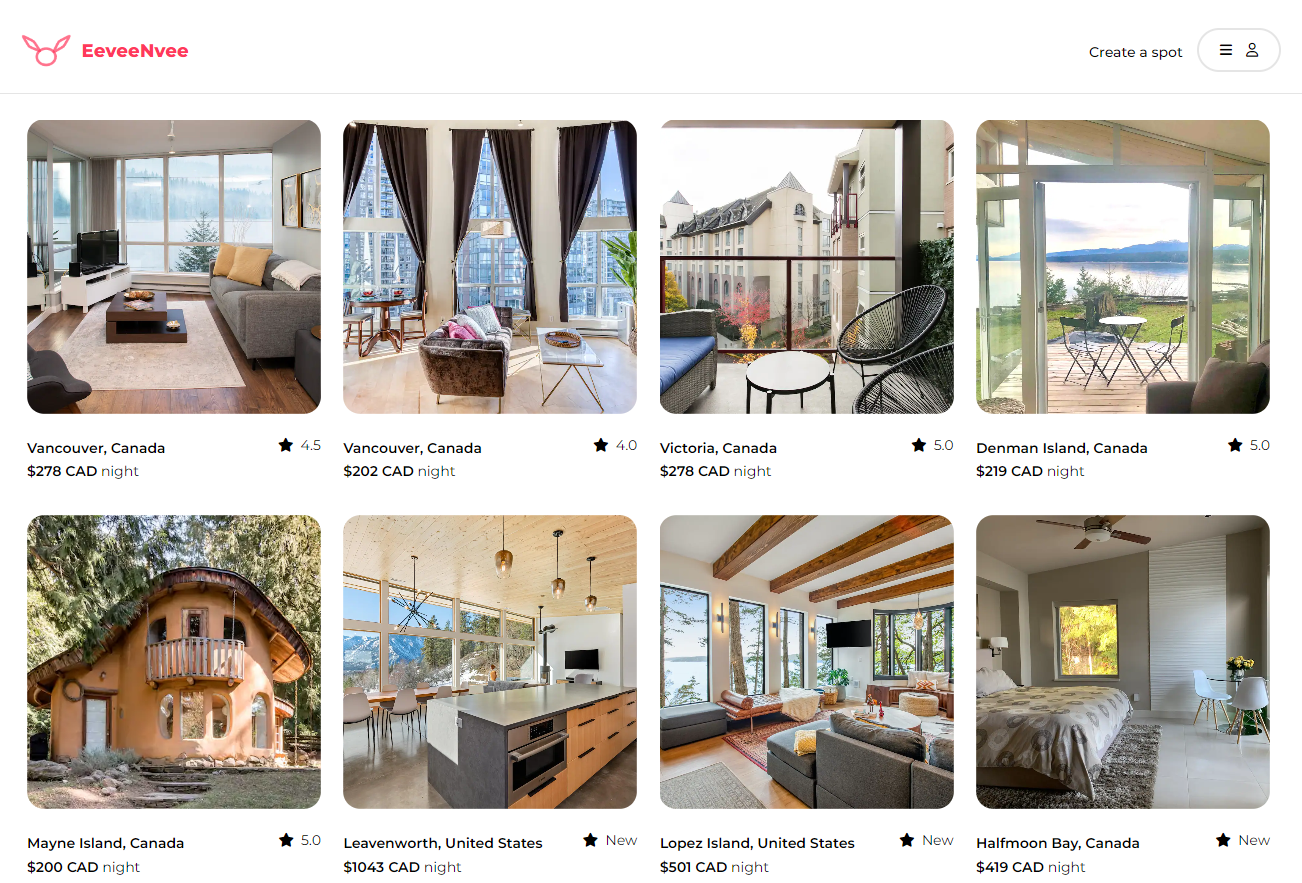 EeveeNvee
Create a spot
Vancouver, Canada
4.5
$278 CAD night
Vancouver, Canada
4.0
$202 CAD night
Victoria, Canada
5.0
$278 CAD night
Denman Island, Canada
5.0
$219 CAD night
Mayne Island, Canada
5.0
$200 CAD night
Leavenworth, United States
New
$1043 CAD night
Lopez Island, United States
New
$501 CAD night
Halfmoon Bay, Canada
New
$419 CAD night